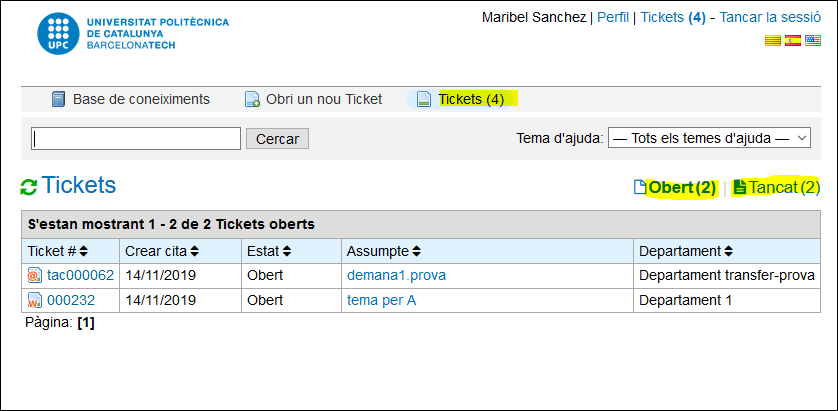 Maribel Sanchez | Perfil | Tickets (4) - Tancar la sessió
UNIVERSITAT POLITÈCNICA
DE CATALUNYA
BARCELONATECH
UPC
Base de coneiximents
Obri un nou Ticket
Tickets (4)
Cercar
Tema d'ajuda: — Tots els temes d'ajuda —
Tickets
Obert (2) | Tancat (2)
S'estan mostrant 1 - 2 de 2 Tickets oberts
Ticket # Crear cita Estat Assumpte Departament
tac000062 14/11/2019 Obert demana1.prova Departament transfer-prova
000232 14/11/2019 Obert tema per A Departament 1
Pàgina: [1]